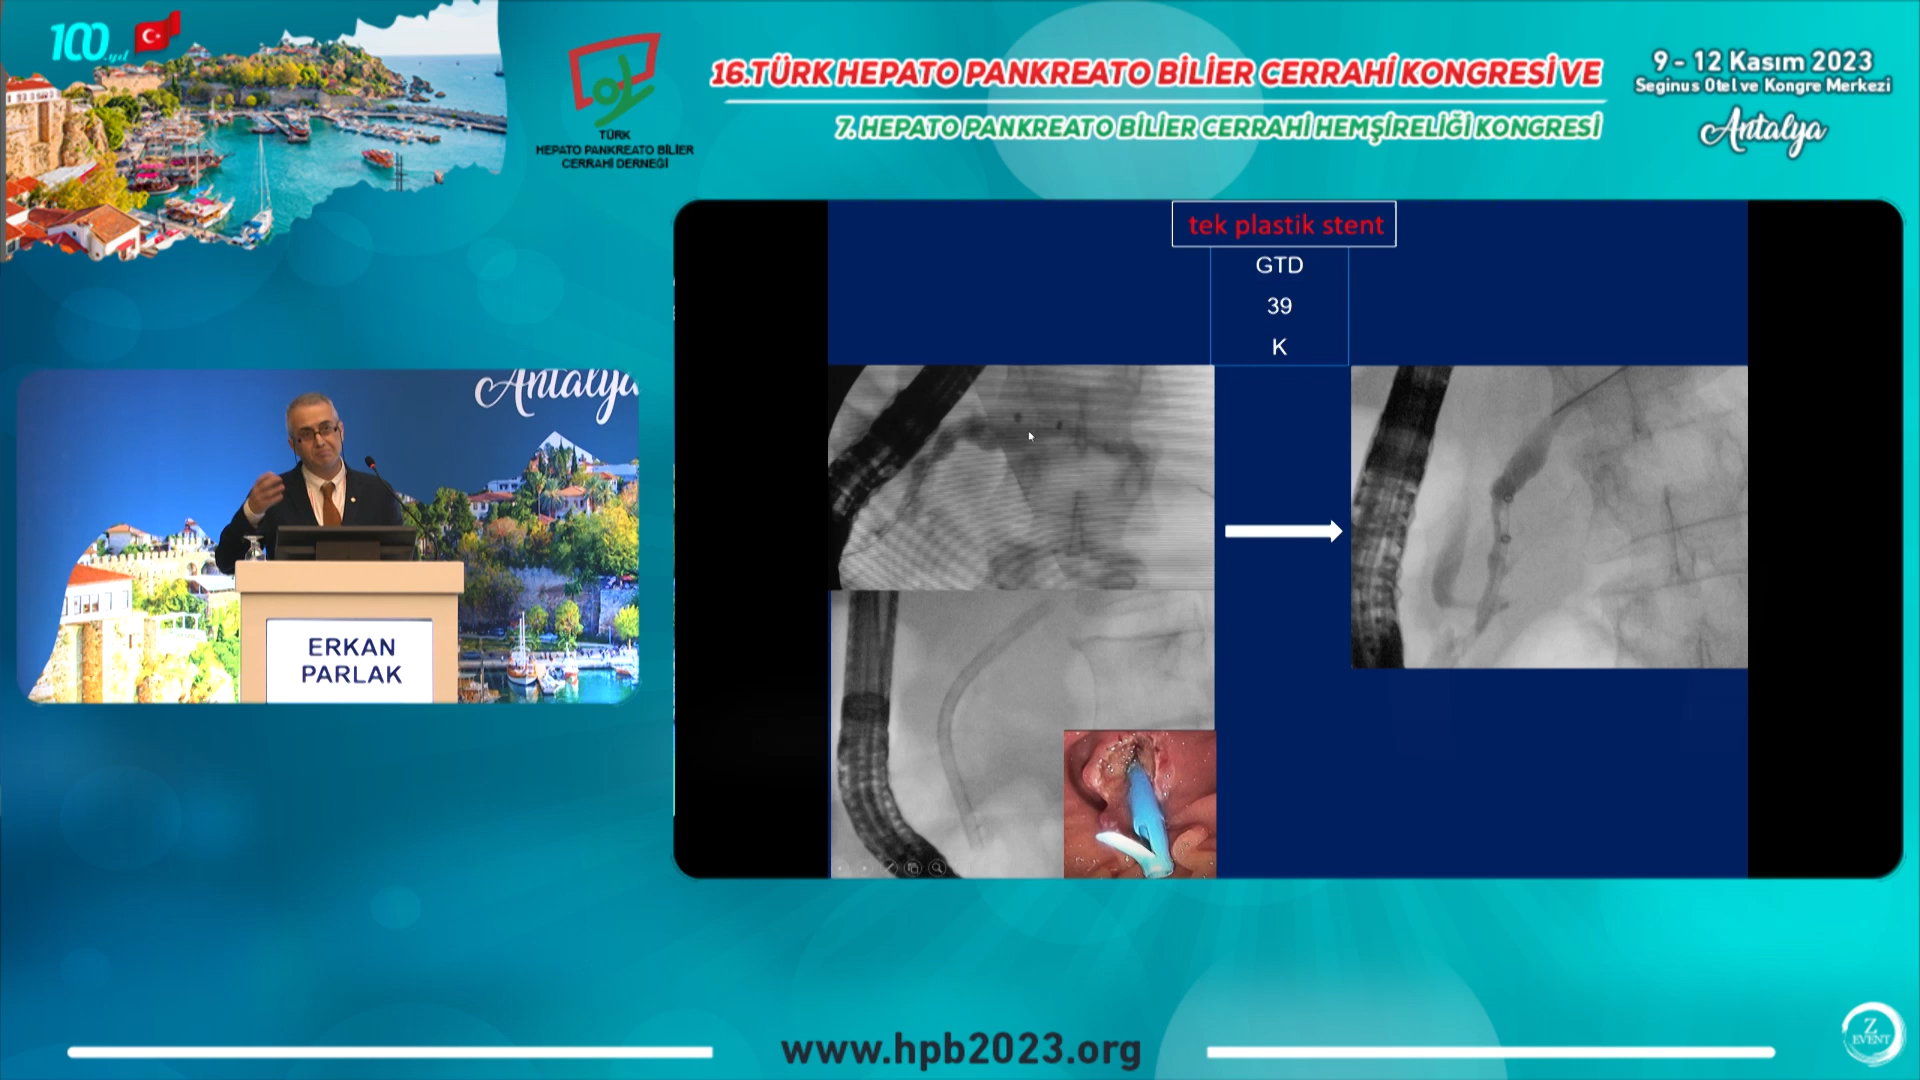 100.yıl
TÜRK
HEPATO PANKREATO BİLİER
CERRAHİ DERNEĞİ
16.TÜRK HEPATO PANKREATO BİLİER CERRAHİ KONGRESİ VE
7. HEPATO PANKREATO BİLİER CERRAHİ HEMŞİRELİĞİ KONGRESİ
9 - 12 Kasım 2023
Seginus Otel ve Kongre Merkezi
Antalya
tek plastik stent
GTD
39
K
Antalya
ERKAN
PARLAK
www.hpb2023.org
Z
EVENT